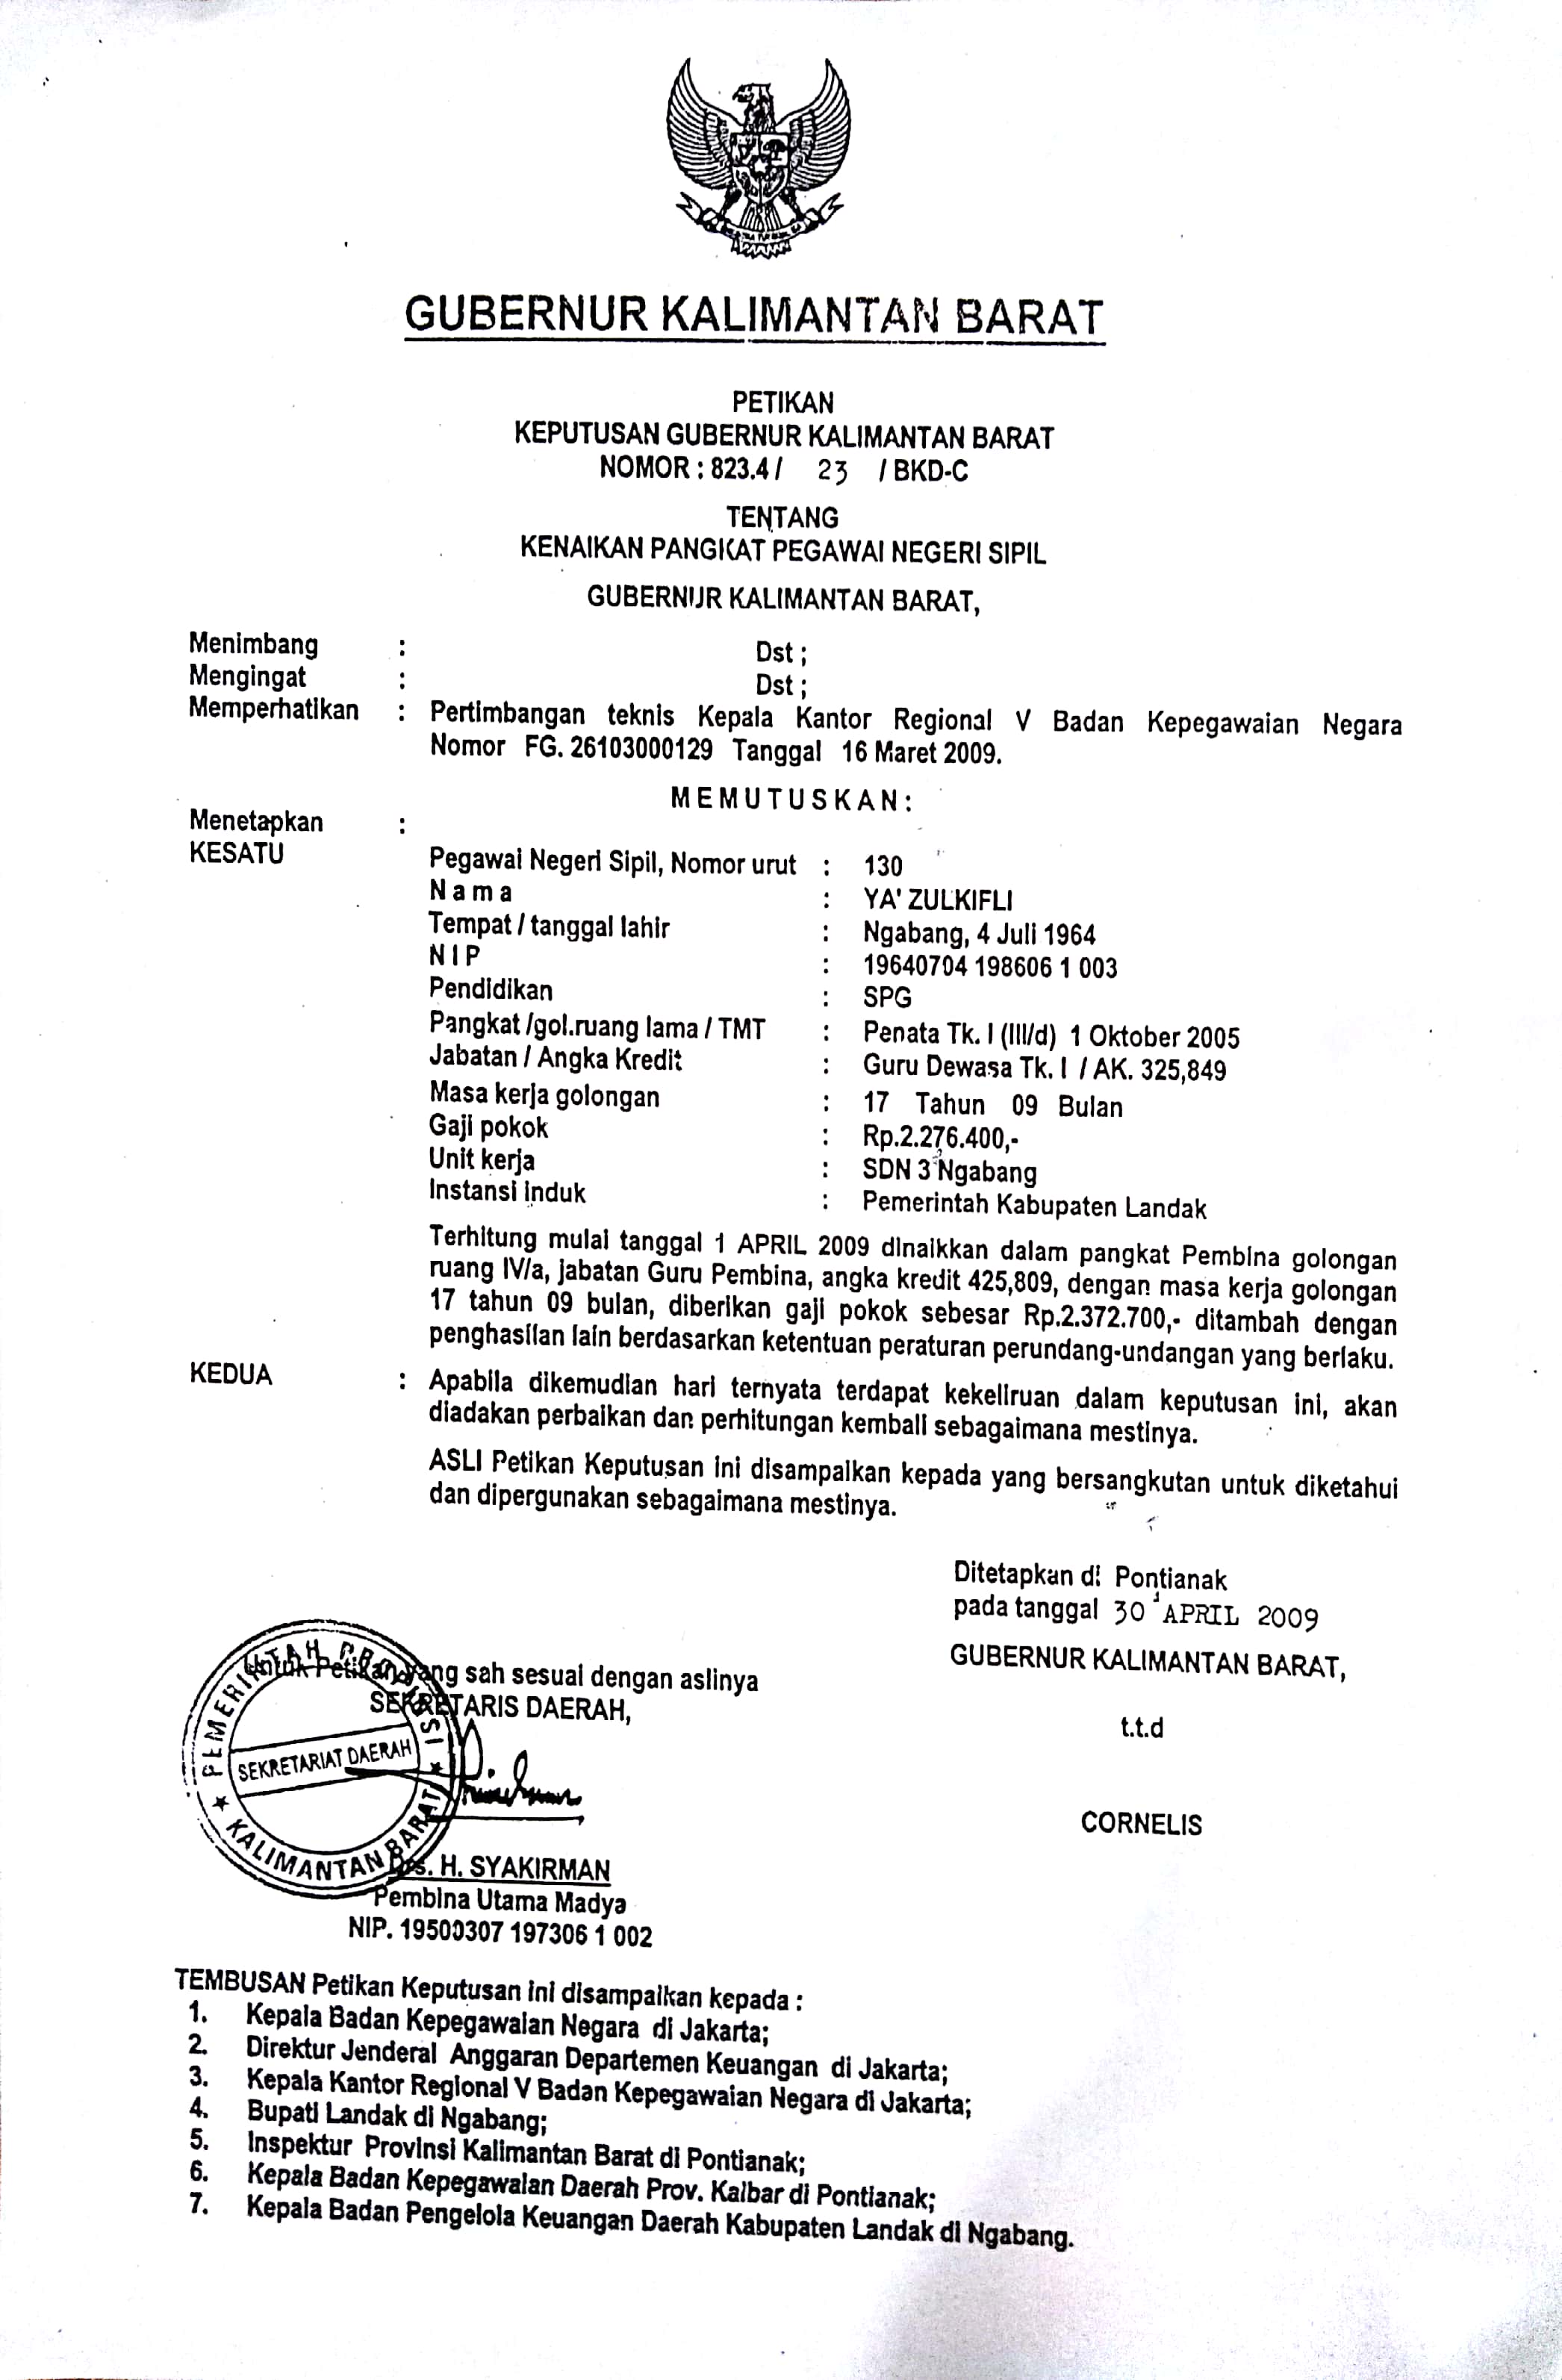 GUBERNUR KALIMANTAN BARAT
PETIKAN
KEPUTUSAN GUBERNUR KALIMANTAN BARAT
NOMOR : 823.4 / 23 / BKD-C
TENTANG
KENAIKAN PANGKAT PEGAWAI NEGERI SIPIL
GUBERNUR KALIMANTAN BARAT,
Menimbang : Dst ;
Mengingat : Dst ;
Memperhatikan : Pertimbangan teknis Kepala Kantor Regional V Badan Kepegawaian Negara
Nomor FG. 26103000129 Tanggal 16 Maret 2009.
M E M U T U S K A N :
Menetapkan :
KESATU
Pegawai Negeri Sipil, Nomor urut : 130
N a m a : YA' ZULKIFLI
Tempat / tanggal lahir : Ngabang, 4 Juli 1964
N I P : 19640704 198606 1 003
Pendidikan : SPG
Pangkat /gol.ruang lama / TMT : Penata Tk. I (III/d) 1 Oktober 2005
Jabatan / Angka Kredit : Guru Dewasa Tk. I / AK. 325,849
Masa kerja golongan : 17 Tahun 09 Bulan
Gaji pokok : Rp.2.276.400,-
Unit kerja : SDN 3 Ngabang
Instansi induk : Pemerintah Kabupaten Landak
Terhitung mulai tanggal 1 APRIL 2009 dinaikkan dalam pangkat Pembina golongan
ruang IV/a, jabatan Guru Pembina, angka kredit 425,809, dengan masa kerja golongan
17 tahun 09 bulan, diberikan gaji pokok sebesar Rp.2.372.700,- ditambah dengan
penghasilan lain berdasarkan ketentuan peraturan perundang-undangan yang berlaku.
KEDUA : Apabila dikemudian hari ternyata terdapat kekeliruan dalam keputusan ini, akan
diadakan perbaikan dan perhitungan kembali sebagaimana mestinya.
ASLI Petikan Keputusan ini disampaikan kepada yang bersangkutan untuk diketahui
dan dipergunakan sebagaimana mestinya.
Ditetapkan di Pontianak
pada tanggal 30 APRIL 2009
GUBERNUR KALIMANTAN BARAT,
t.t.d
CORNELIS
Untuk Petikan yang sah sesuai dengan aslinya
SEKRETARIS DAERAH,
PEMERINTAH PROPINSI
SEKRETARIAT DAERAH
KALIMANTAN BARAT
Drs. H. SYAKIRMAN
Pembina Utama Madya
NIP. 19500307 197306 1 002
TEMBUSAN Petikan Keputusan ini disampaikan kepada :
1. Kepala Badan Kepegawaian Negara di Jakarta;
2. Direktur Jenderal Anggaran Departemen Keuangan di Jakarta;
3. Kepala Kantor Regional V Badan Kepegawaian Negara di Jakarta;
4. Bupati Landak di Ngabang;
5. Inspektur Provinsi Kalimantan Barat di Pontianak;
6. Kepala Badan Kepegawaian Daerah Prov. Kalbar di Pontianak;
7. Kepala Badan Pengelola Keuangan Daerah Kabupaten Landak di Ngabang.